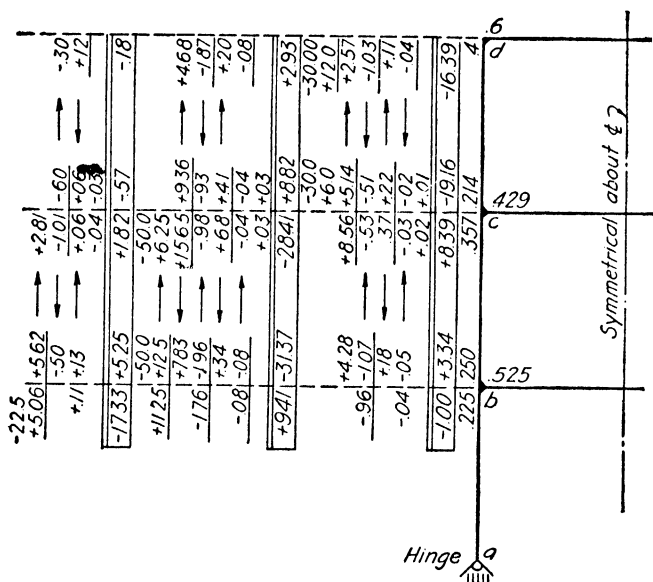 -22.5
+5.06 +5.62 +2.81
-.50 -1.01 -.60 -.30
+.11 +.13 +.06 +.06 +.12
-.04 -.03
-17.33 +5.25 +1.82 -.57 -.18
-50.0 -50.0
+11.25 +12.5 +6.25
+7.83 +15.65 +9.36 +4.68
-1.76 -1.96 -.98 -.93 -1.87
+.34 +.68 +.41 +.20
-.08 -.08 -.04 -.04 -.08
+.03 +.03
+9.41 -31.37 -28.41 +8.82 +2.93
-30.0 -30.00
+6.0 +12.0
+4.28 +8.56 +5.14 +2.57
-.96 -1.07 -.53 -.51 -1.03
+.18 .37 +.22 +.11
-.04 -.05 -.03 -.02 -.04
+.02 +.01
-1.00 +3.34 +8.39 -19.16 -16.39
.225 .250 .357 .214 .4
.6
d
.429
c
.525
b
Hinge a
Symmetrical about ℄